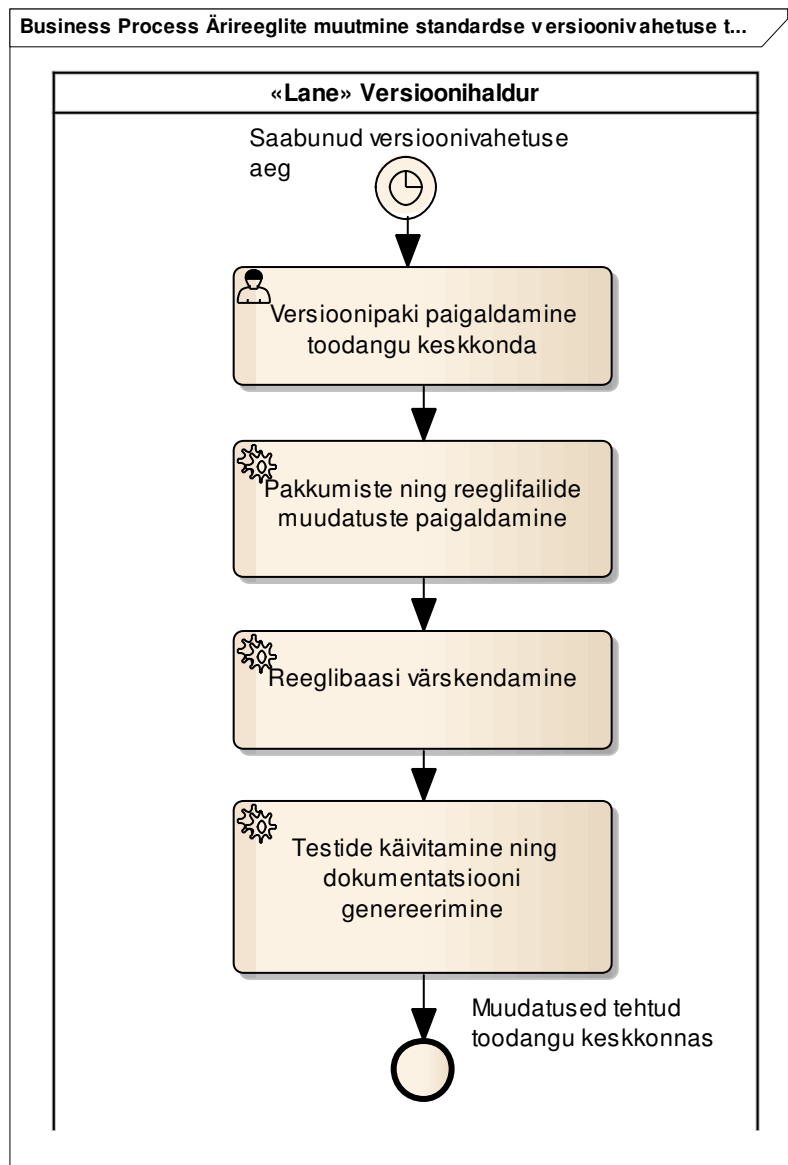 Business Process Ärireeglite muutmine standardse versioonivahetuse t...
«Lane» Versioonihaldur
Saabunud versioonivahetuse
aeg
Versioonipaki paigaldamine
toodangu keskkonda
Pakkumiste ning reeglifailide
muudatuste paigaldamine
Reeglibaasi värskendamine
Testide käivitamine ning
dokumentatsiooni
genereerimine
Muudatused tehtud
toodangu keskkonnas